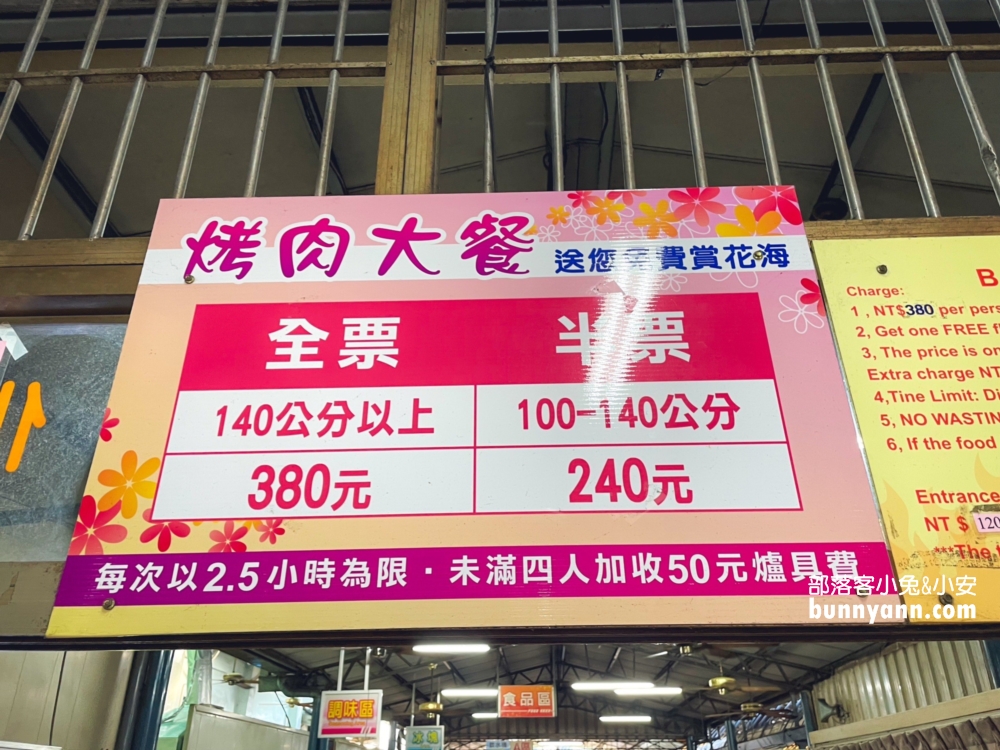 烤肉大餐
送您免費賞花海
全票 半票
140公分以上 100-140公分
380元 240元
每次以2.5小時為限・未滿四人加收50元爐具費
B
Charge:
1 , NT$380 per pers
2, Get one FREE f
3, The price is on
Extra charge NT
4,Tine Limit: Di
5, NO WASTIN
6, If the food
Entrance
NT $ 120
***The
部落客小兔&小安
bunnyann.com
調味區
食品區